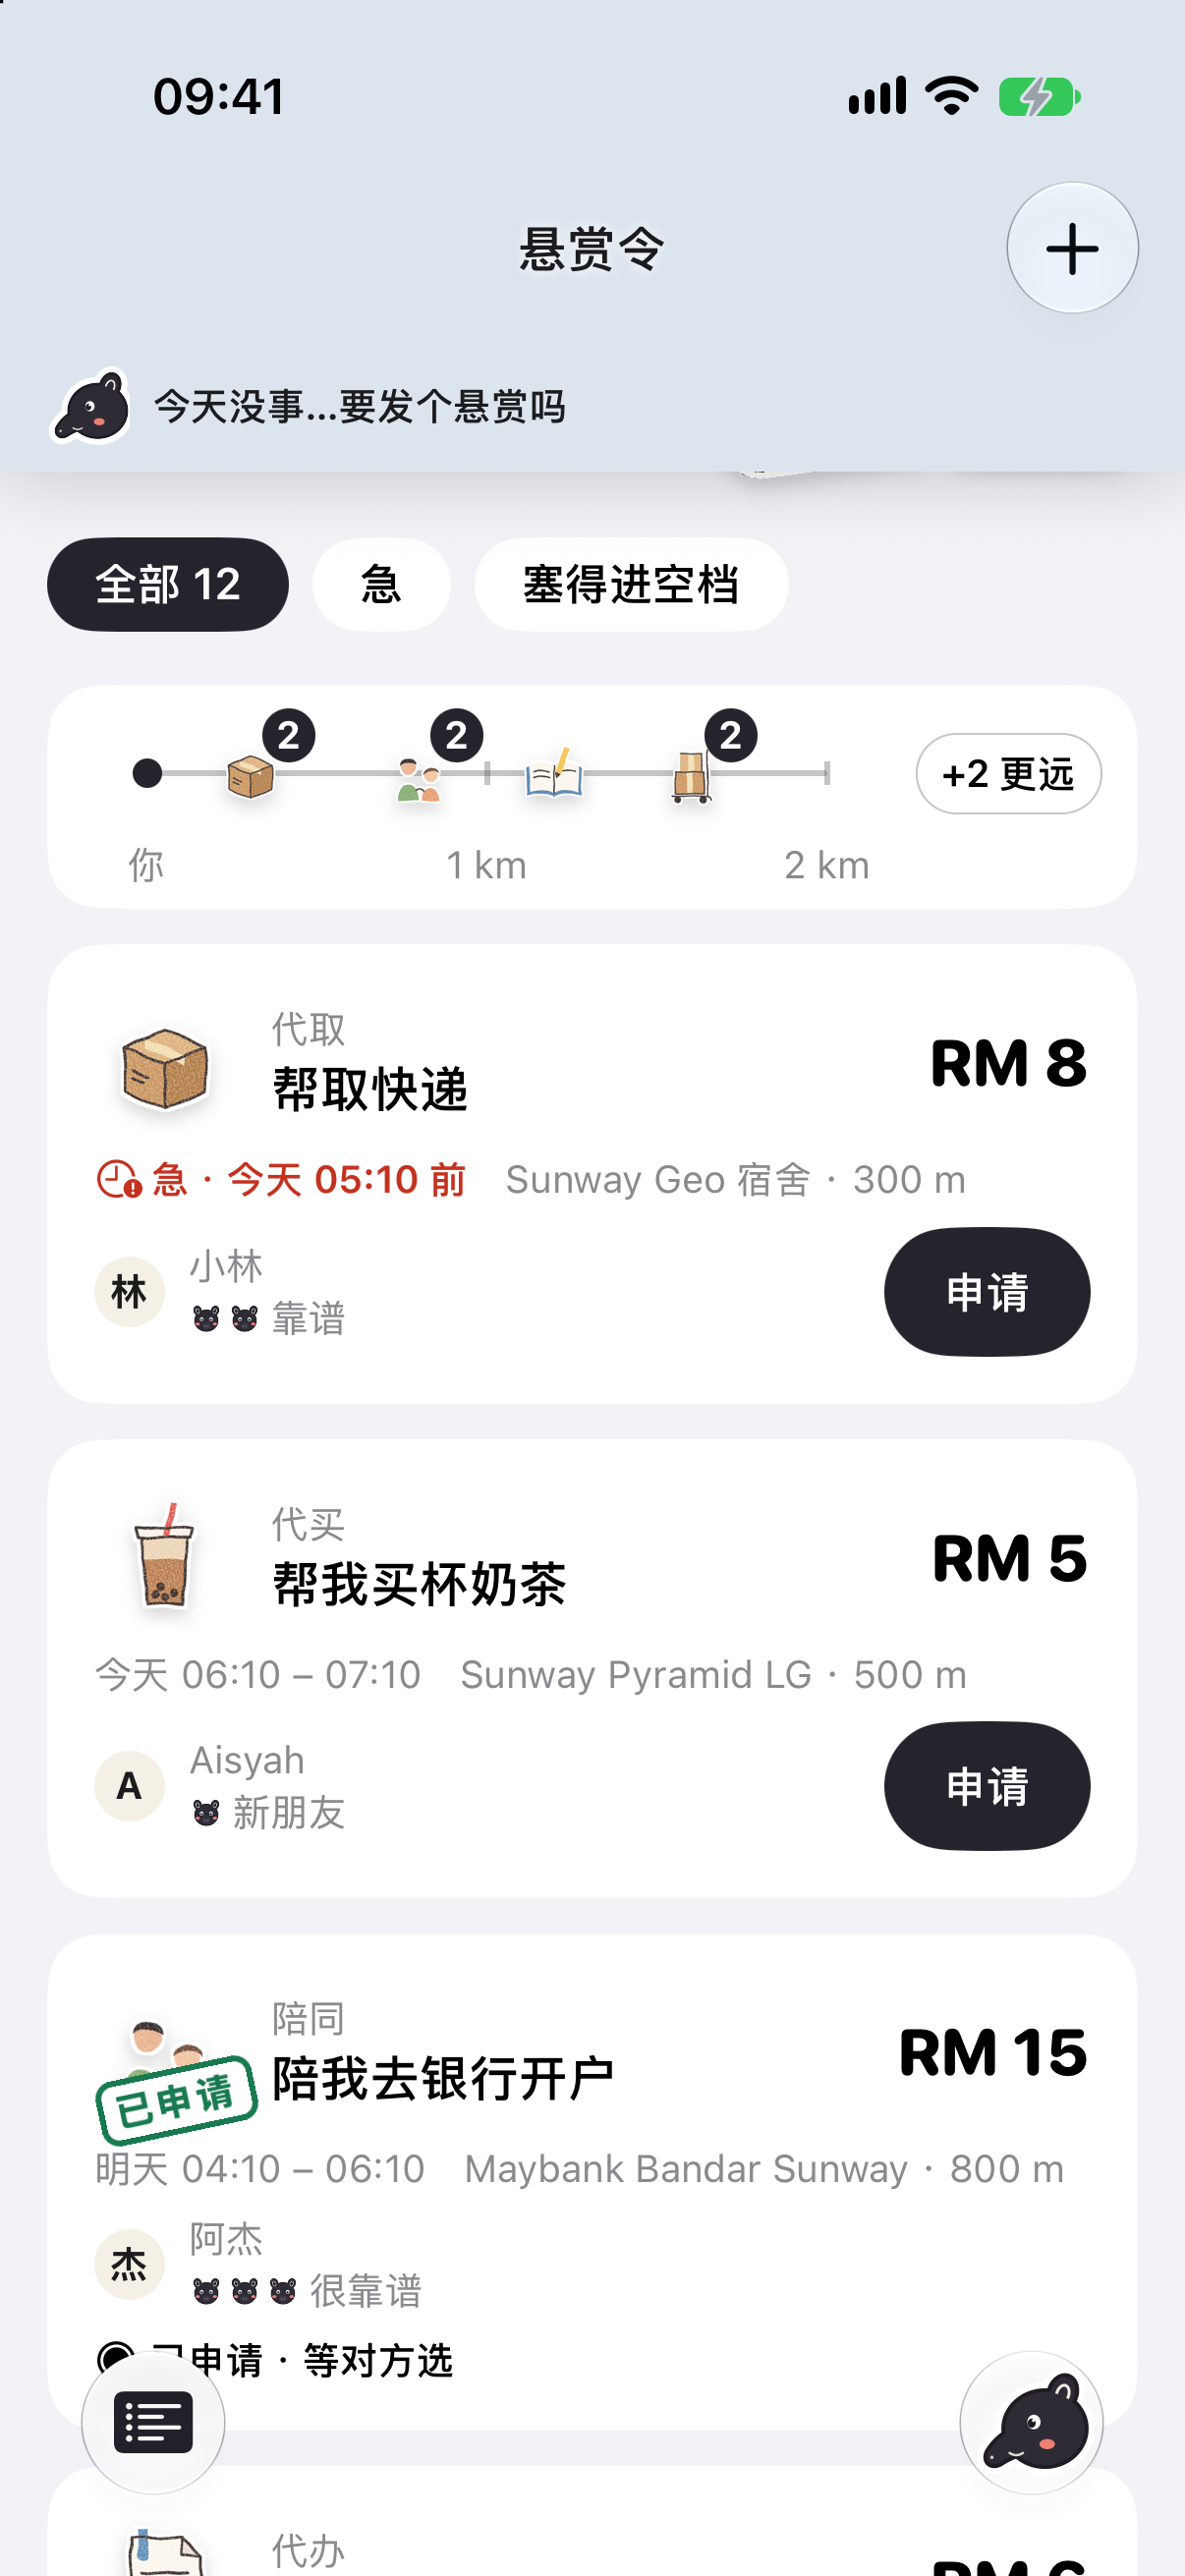 09:41
悬赏令
今天没事...要发个悬赏吗
全部 12
急
塞得进空档
2
2
2
+2 更远
你
1 km
2 km
代取
帮取快递
RM 8
急 · 今天 05:10 前 Sunway Geo 宿舍 · 300 m
林
小林
靠谱
申请
代买
帮我买杯奶茶
RM 5
今天 06:10 – 07:10 Sunway Pyramid LG · 500 m
A
Aisyah
新朋友
申请
陪同
陪我去银行开户
RM 15
已申请
明天 04:10 – 06:10 Maybank Bandar Sunway · 800 m
杰
阿杰
很靠谱
已申请 · 等对方选
代办
RM 6